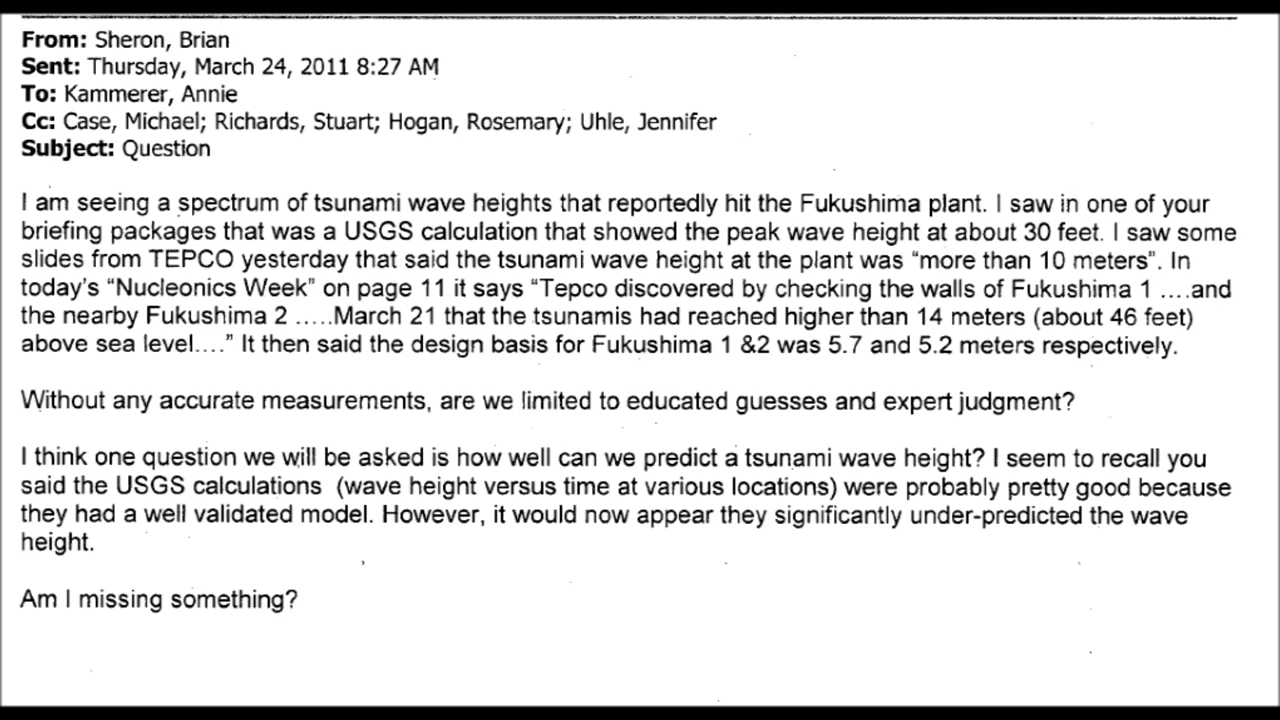 From: Sheron, Brian
Sent: Thursday, March 24, 2011 8:27 AM
To: Kammerer, Annie
Cc: Case, Michael; Richards, Stuart; Hogan, Rosemary; Uhle, Jennifer
Subject: Question
I am seeing a spectrum of tsunami wave heights that reportedly hit the Fukushima plant. I saw in one of your
briefing packages that was a USGS calculation that showed the peak wave height at about 30 feet. I saw some
slides from TEPCO yesterday that said the tsunami wave height at the plant was “more than 10 meters”. In
today’s “Nucleonics Week” on page 11 it says “Tepco discovered by checking the walls of Fukushima 1 ....and
the nearby Fukushima 2 .....March 21 that the tsunamis had reached higher than 14 meters (about 46 feet)
above sea level....” It then said the design basis for Fukushima 1 &2 was 5.7 and 5.2 meters respectively.
Without any accurate measurements, are we limited to educated guesses and expert judgment?
I think one question we will be asked is how well can we predict a tsunami wave height? I seem to recall you
said the USGS calculations  (wave height versus time at various locations) were probably pretty good because
they had a well validated model. However, it would now appear they significantly under-predicted the wave
height.
Am I missing something?